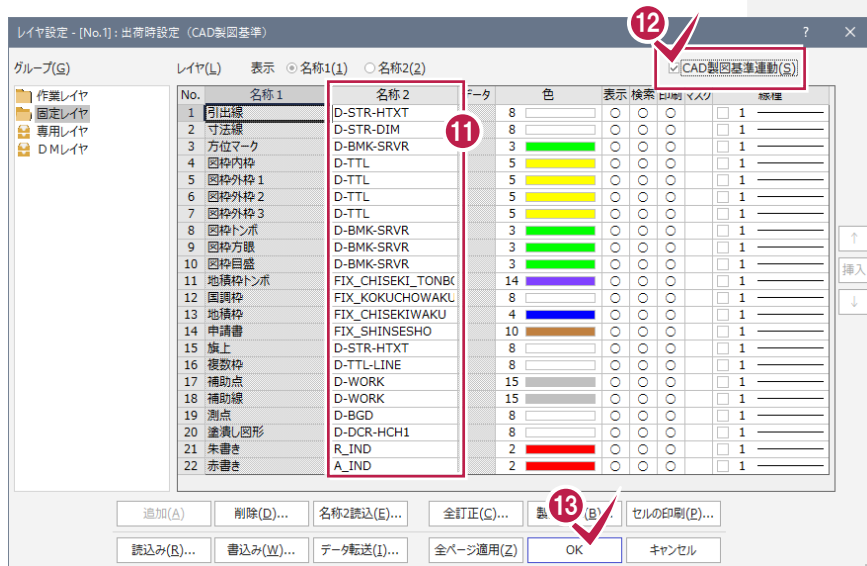 レイヤ設定 - [No.1] : 出荷時設定（CAD製図基準） ? ×
12
グループ(G) レイヤ(L) 表示 名称1(1) 名称2(2) CAD製図基準連動(S)
作業レイヤ
固定レイヤ
専用レイヤ
ＤＭレイヤ
No. 名称1 名称2 データ 色 表示 検索 印刷 マスク 線種
11
1 引出線 D-STR-HTXT 8 ○ ○ ○ 1
2 寸法線 D-STR-DIM 8 ○ ○ ○ 1
3 方位マーク D-BMK-SRVR 3 ○ ○ ○ 1
4 図枠内枠 D-TTL 5 ○ ○ ○ 1
5 図枠外枠1 D-TTL 5 ○ ○ ○ 1
6 図枠外枠2 D-TTL 5 ○ ○ ○ 1
7 図枠外枠3 D-TTL 5 ○ ○ ○ 1
8 図枠トンボ D-BMK-SRVR 3 ○ ○ ○ 1
9 図枠方眼 D-BMK-SRVR 3 ○ ○ ○ 1
10 図枠目盛 D-BMK-SRVR 3 ○ ○ ○ 1
11 地積枠トンボ FIX_CHISEKI_TONBO 14 ○ ○ ○ 1
12 国調枠 FIX_KOKUCHOWAKU 8 ○ ○ ○ 1
13 地積枠 FIX_CHISEKIWAKU 4 ○ ○ ○ 1
14 申請書 FIX_SHINSESHO 10 ○ ○ ○ 1
15 旗上 D-STR-HTXT 8 ○ ○ ○ 1
16 複数枠 D-TTL-LINE 8 ○ ○ ○ 1
17 補助点 D-WORK 15 ○ ○ ○ 1
18 補助線 D-WORK 15 ○ ○ ○ 1
19 測点 D-BGD 8 ○ ○ ○ 1
20 塗潰し図形 D-DCR-HCH1 8 ○ ○ ○ 1
21 朱書き R_IND 2 ○ ○ ○ 1
22 赤書き A_IND 2 ○ ○ ○ 1
↑
挿入
↓
13
追加(A) 削除(D)... 名称2読込(E)... 全訂正(C)... (B)... セルの印刷(P)...
読込み(R)... 書込み(W)... データ転送(I)... 全ページ適用(Z) OK キャンセル